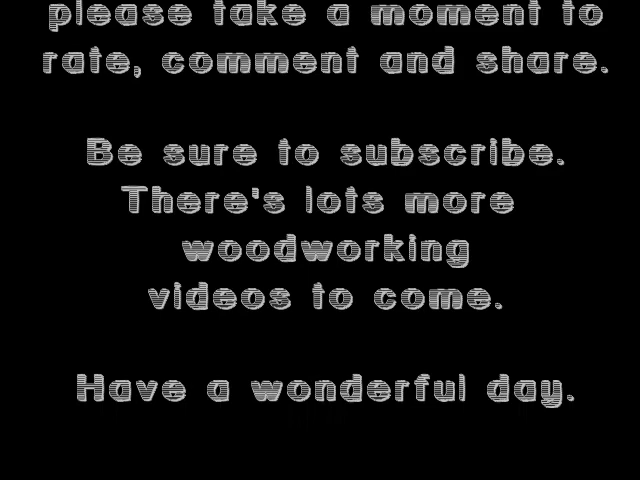 please take a moment to
rate, comment and share.
Be sure to subscribe.
There's lots more
woodworking
videos to come.
Have a wonderful day.